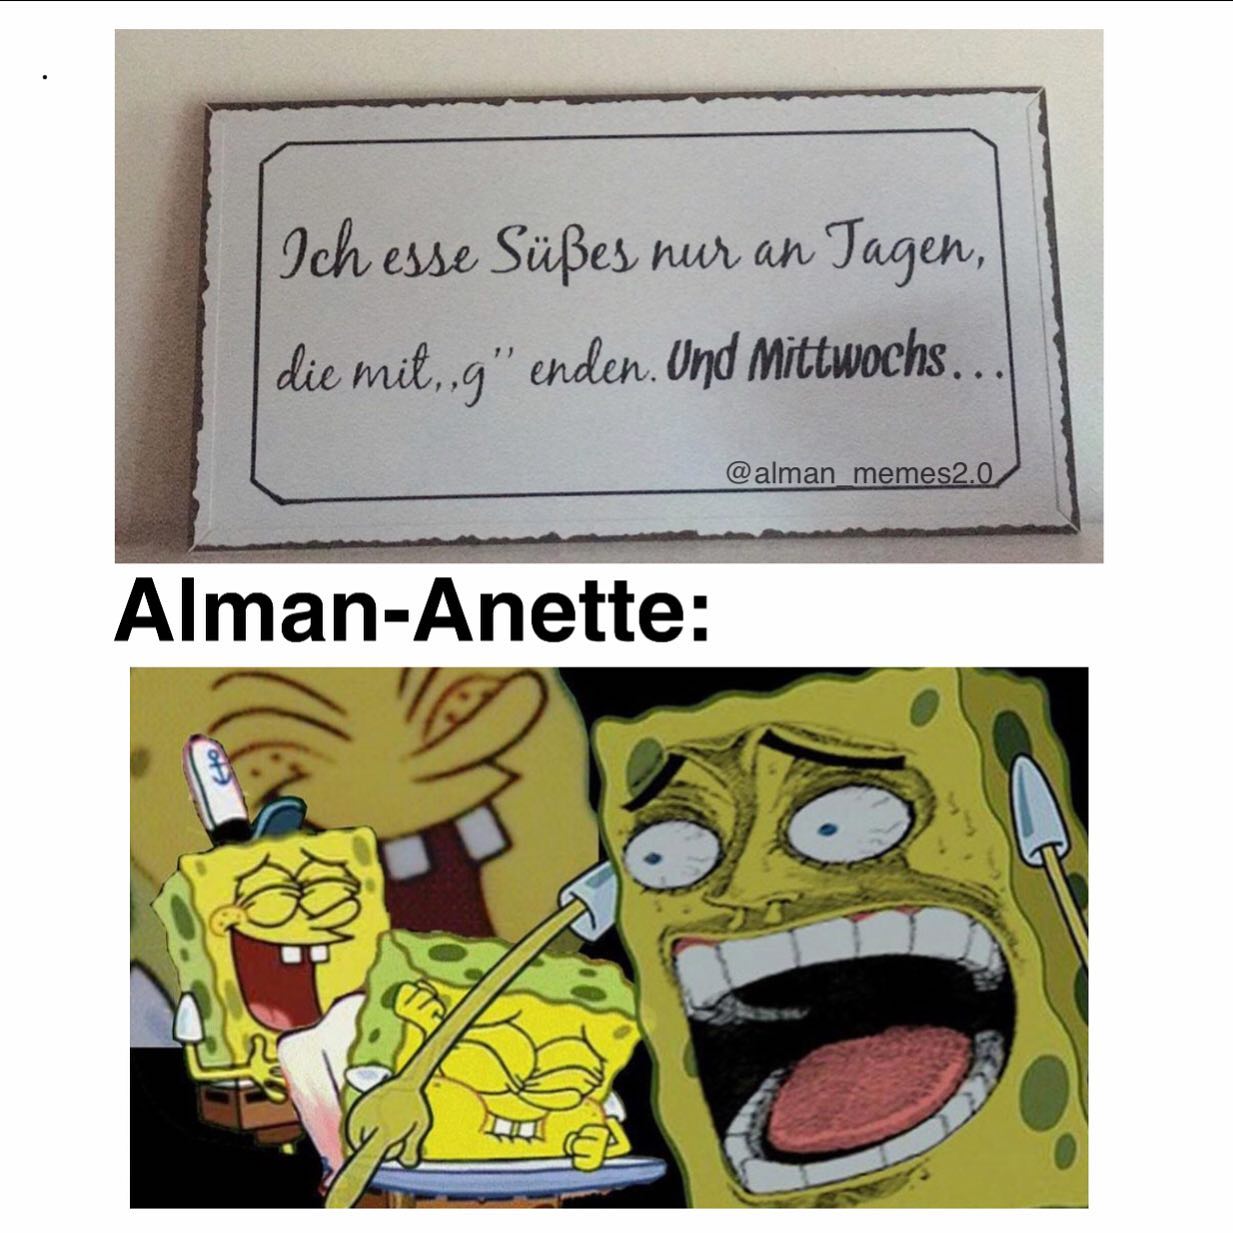 Ich esse Süßes nur an Tagen,
die mit,,g’’ enden. Und Mittwochs...
@alman_memes2.0
Alman-Anette: